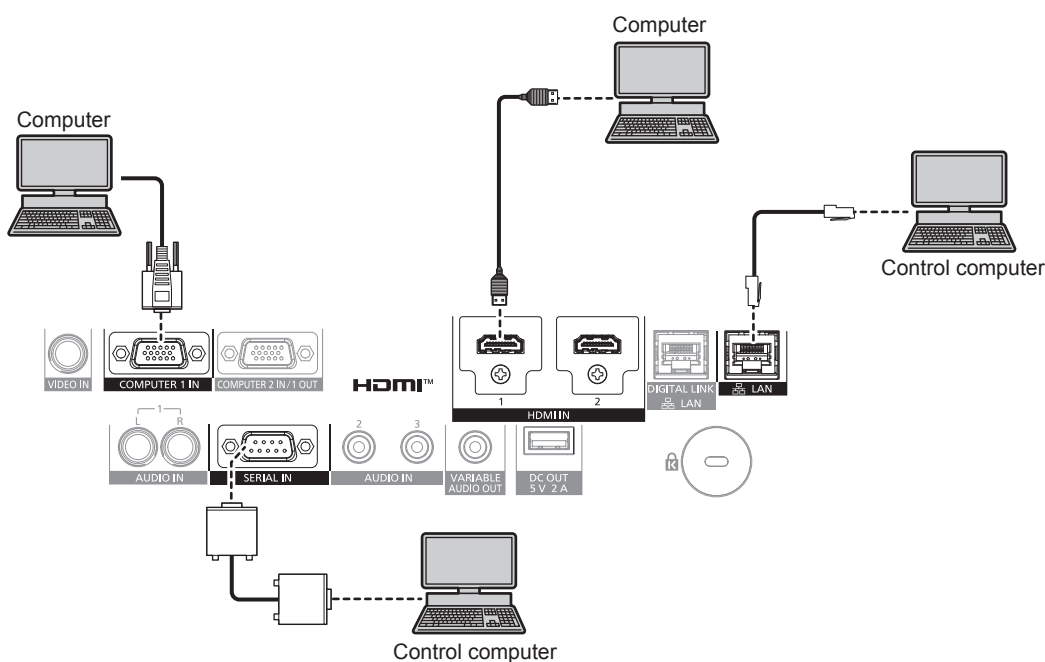 Computer
Computer
Control computer
VIDEO IN
COMPUTER 1 IN
COMPUTER 2 IN/1 OUT
HDMI™
1
2
HDMI IN
DIGITAL LINK
LAN
LAN
1
L
R
AUDIO IN
SERIAL IN
2
3
AUDIO IN
VARIABLE
AUDIO OUT
DC OUT
5 V 2 A
K
Control computer